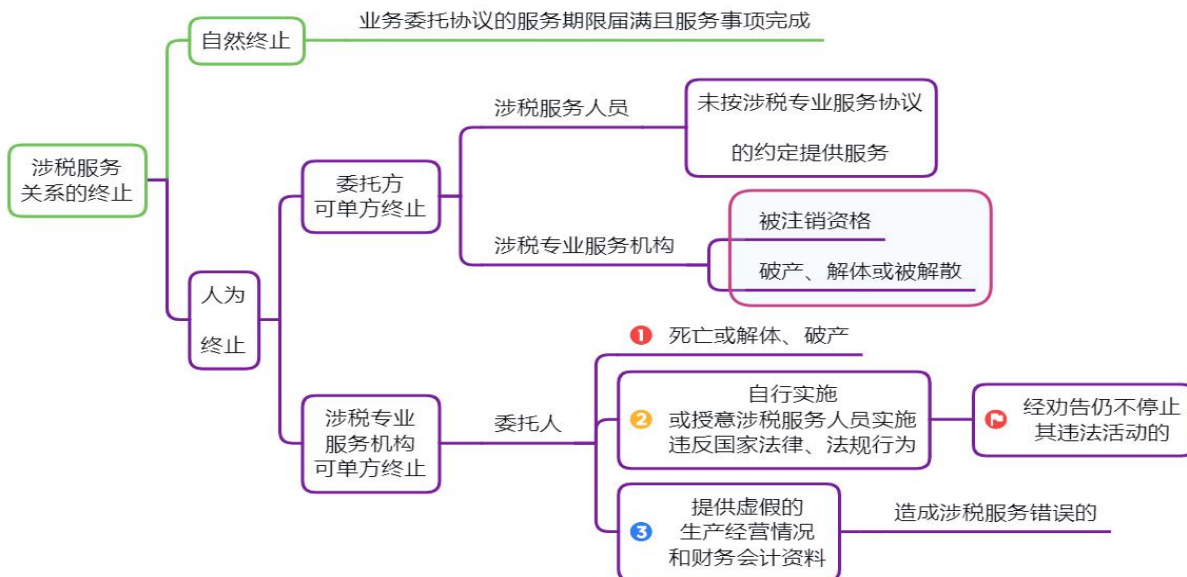 业务委托协议的服务期限届满且服务事项完成
自然终止
涉税服务
关系的终止
人为
终止
委托方
可单方终止
涉税服务人员
未按涉税专业服务协议
的约定提供服务
涉税专业服务机构
被注销资格
破产、解体或被解散
涉税专业
服务机构
可单方终止
委托人
1 死亡或解体、破产
2
自行实施
或授意涉税服务人员实施
违反国家法律、法规行为
经劝告仍不停止
其违法活动的
3
提供虚假的
生产经营情况
和财务会计资料
造成涉税服务错误的